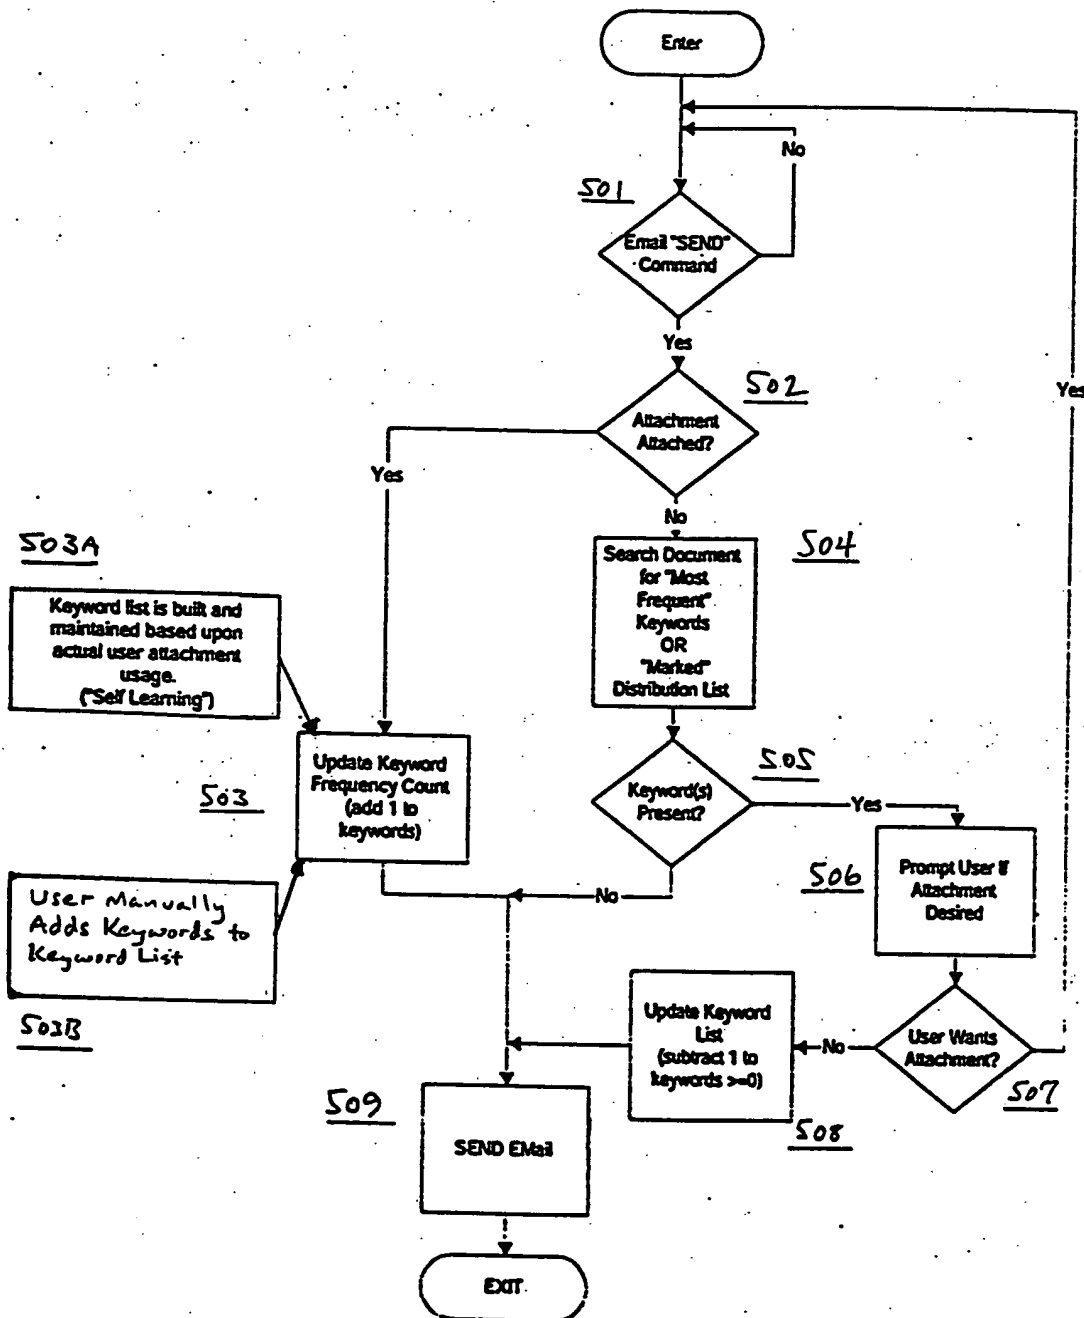 Enter
No
501
Email "SEND"
Command
Yes
502
Attachment
Attached?
Yes
Yes
No
503A
504
Keyword list is built and
maintained based upon
actual user attachment
usage.
("Self Learning")
Search Document
for "Most
Frequent"
Keywords
OR
"Marked"
Distribution List
503
Update Keyword
Frequency Count
(add 1 to
keywords)
505
Keyword(s)
Present?
Yes
506
Prompt User if
Attachment
Desired
No
User Manually
Adds Keywords to
Keyword List
503B
Update Keyword
List
(subtract 1 to
keywords >=0)
508
No
User Wants
Attachment?
507
509
SEND EMail
EXIT